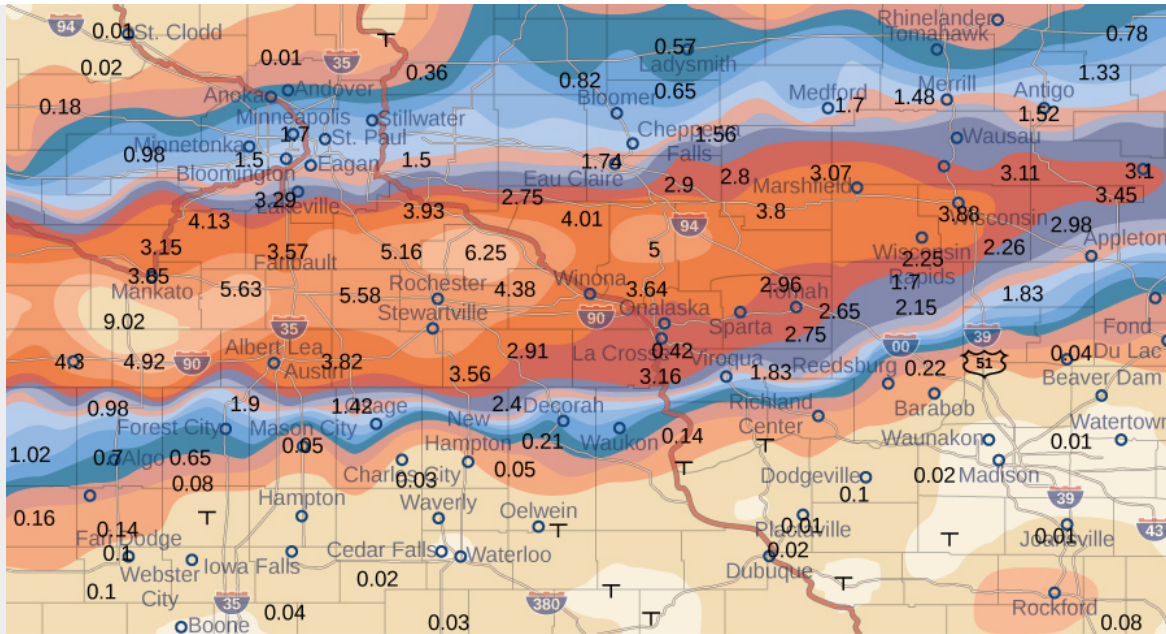 94
0.01
St. Clodd
Rhinelander
Tomahawk
0.78
0.57
Ladysmith
0.02
0.01
35
0.36
0.82
0.65
1.33
0.18
Anoka
Andover
Bloomer
Medford
1.7
1.48
Merrill
Antigo
1.52
Minneapolis
1.7
St. Paul
Stillwater
Falls
1.56
Wausau
Minnetonka
0.98
1.5
Eagan
1.5
1.74
Bloomington
Eau Claire
2.9
2.8
3.07
Marshfield
3.11
3.1
3.29
Lakeville
2.75
3.45
4.13
3.93
4.01
94
3.8
3.88
Wisconsin
2.98
3.15
3.57
5.16
6.25
5
Wisconsin
Rapids
2.25
2.26
Appleton
3.85
Mankato
5.63
5.58
Rochester
4.38
Winona
3.64
2.96
Tomah
1.7
1.83
9.02
35
Stewartville
90
Onalaska
Sparta
2.65
2.15
39
Fond
Du Lac
4.3
4.92
90
Albert Lea
Austin
3.82
2.91
La Crosse
0.42
2.75
00
3.56
3.16
Viroqua
1.83
Reedsburg
0.22
51
0.04
Beaver Dam
0.98
1.9
1.42
New
Hampton
2.4
Decorah
Richland
Center
Barabob
Watertown
Forest City
Mason City
0.05
0.21
Waukon
0.14
Waunakon
0.01
1.02
0.7
Algo
0.65
0.08
Charles City
0.03
0.05
Dodgeville
0.1
0.02
Madison
0.16
Hampton
Waverly
Oelwein
39
0.14
0.1
0.01
0.01
43
Webster
City
Iowa Falls
Cedar Falls
Waterloo
0.02
Dubuque
0.1
35
0.02
380
Rockford
Boone
0.04
0.03
0.08